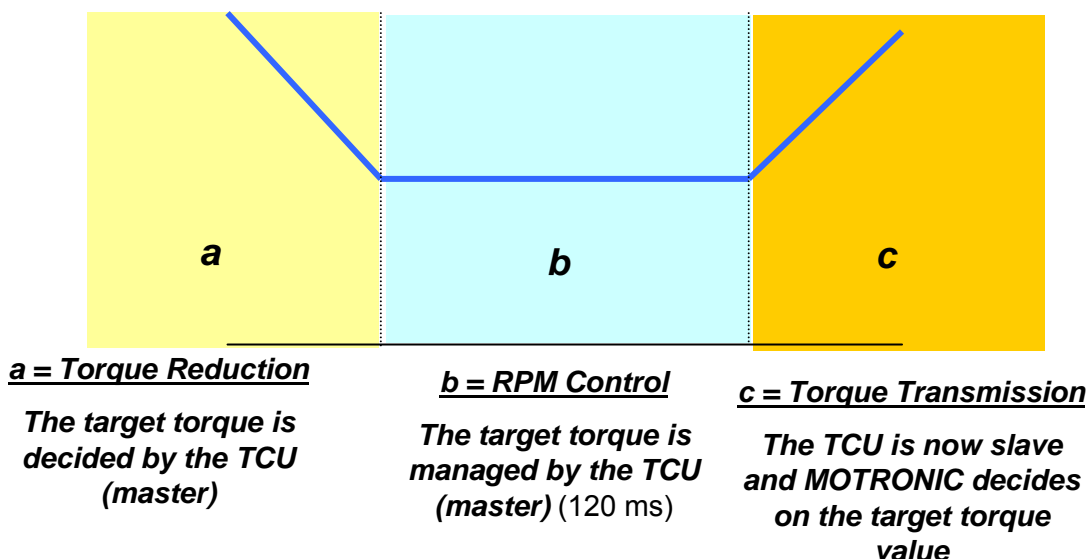 a
b
c
a = Torque Reduction
The target torque is
decided by the TCU
(master)
b = RPM Control
The target torque is
managed by the TCU
(master) (120 ms)
c = Torque Transmission
The TCU is now slave
and MOTRONIC decides
on the target torque
value